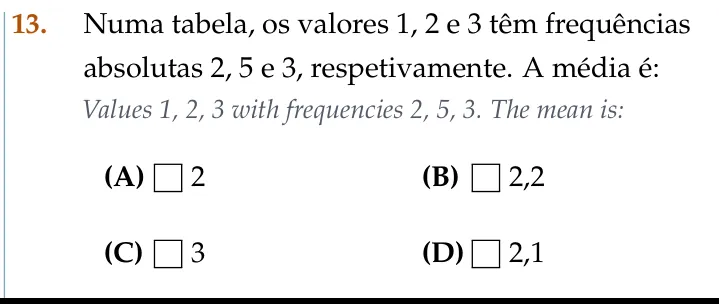 13. Numa tabela, os valores 1, 2 e 3 têm frequências
absolutas 2, 5 e 3, respetivamente. A média é:
Values 1, 2, 3 with frequencies 2, 5, 3. The mean is:
(A) □ 2 (B) □ 2,2
(C) □ 3 (D) □ 2,1